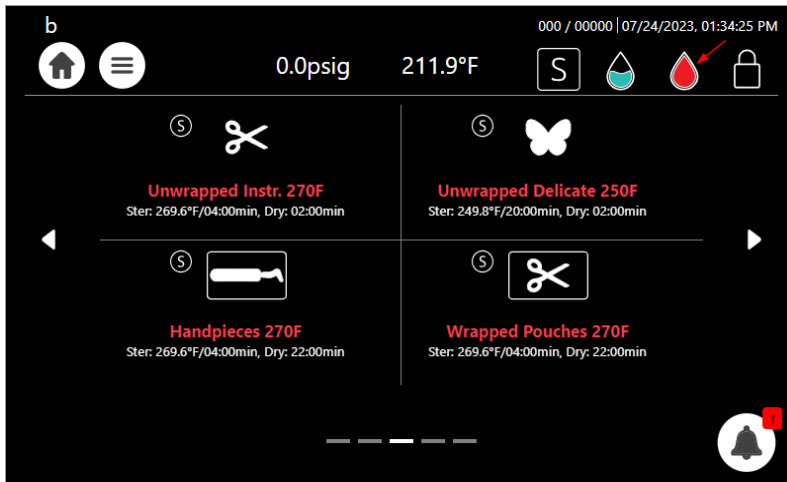 b
000 / 00000 | 07/24/2023, 01:34:25 PM
0.0psig 211.9°F S
S
S
Unwrapped Instr. 270F
Ster: 269.6°F/04:00min, Dry: 02:00min
Unwrapped Delicate 250F
Ster: 249.8°F/20:00min, Dry: 02:00min
S
S
Handpieces 270F
Ster: 269.6°F/04:00min, Dry: 22:00min
Wrapped Pouches 270F
Ster: 269.6°F/04:00min, Dry: 22:00min
1